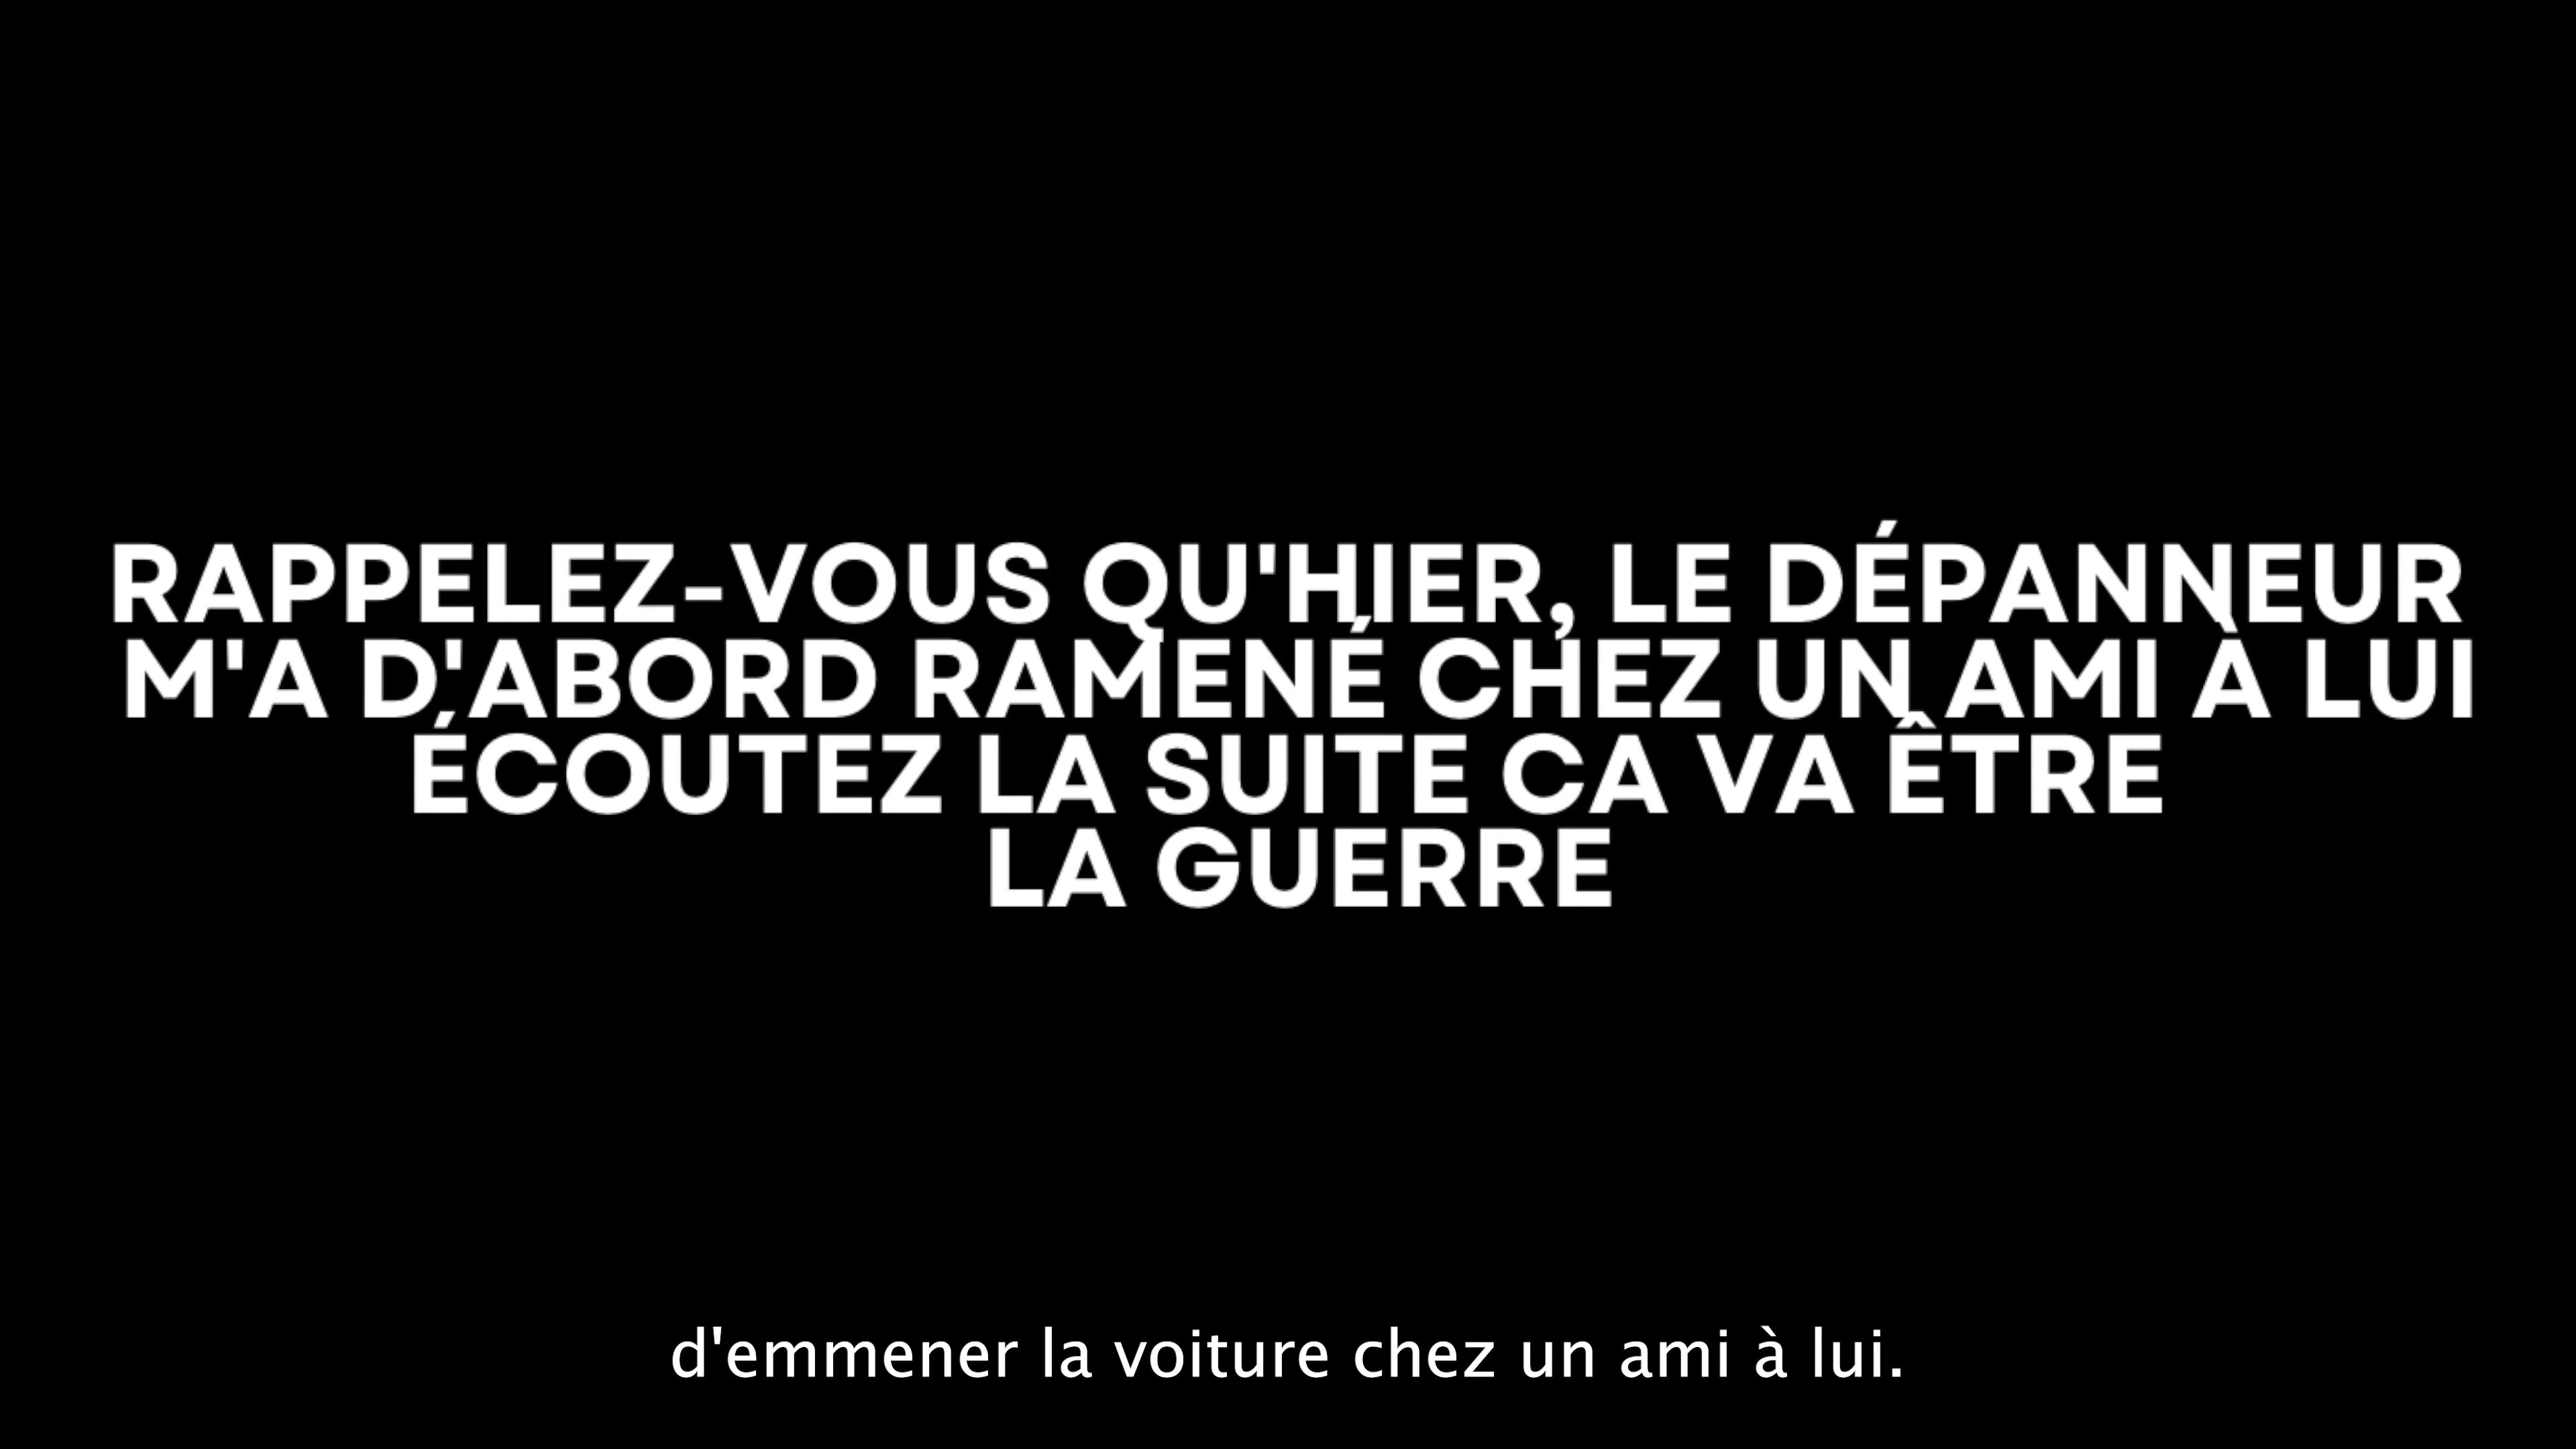 RAPPELEZ-VOUS QU'HIER, LE DÉPANNEUR
M'A D'ABORD RAMENÉ CHEZ UN AMI À LUI
ÉCOUTEZ LA SUITE CA VA ÊTRE
LA GUERRE
d'emmener la voiture chez un ami à lui.